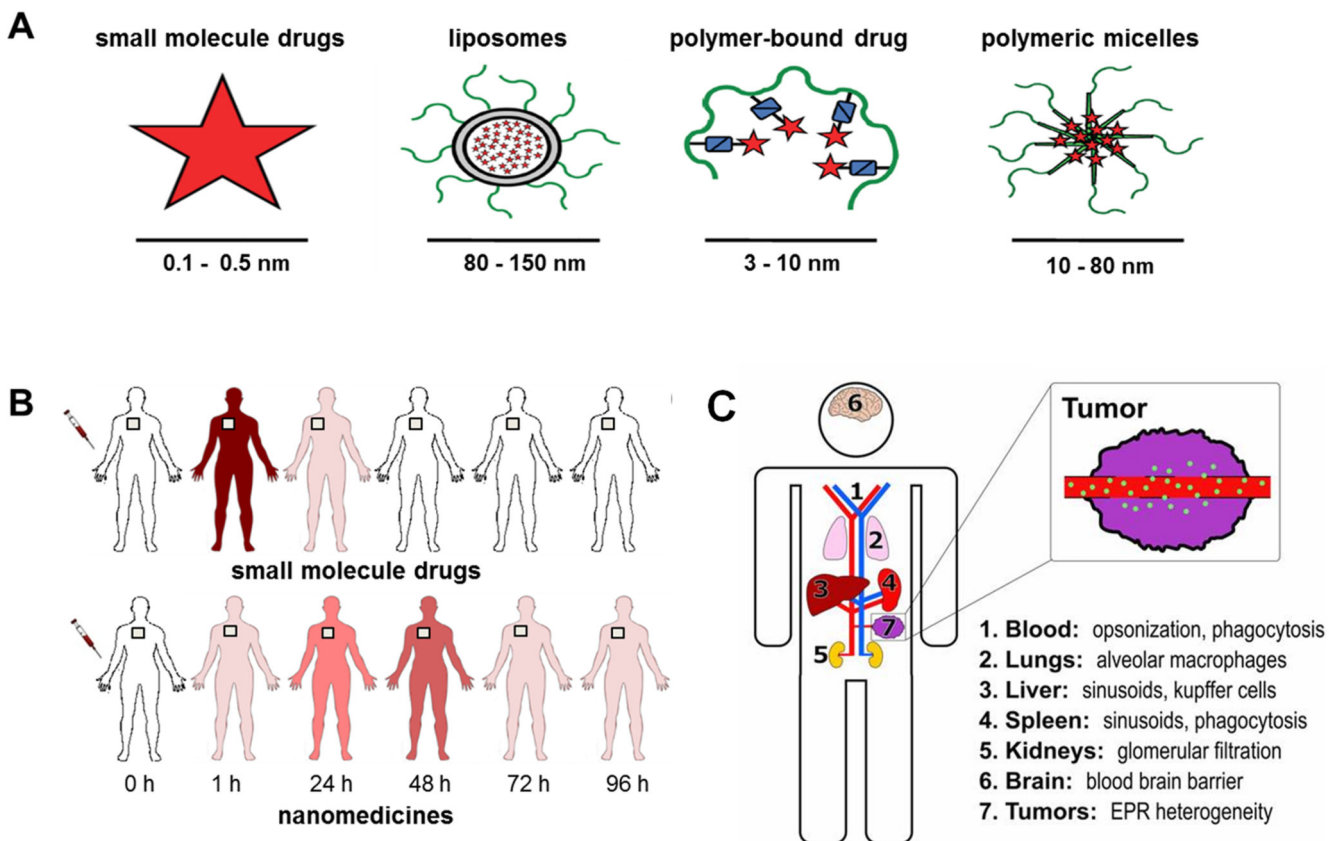 A
small molecule drugs
liposomes
polymer-bound drug
polymeric micelles
0.1 - 0.5 nm
80 - 150 nm
3 - 10 nm
10 - 80 nm
B
small molecule drugs
0 h
1 h
24 h
48 h
72 h
96 h
nanomedicines
C
6
1
2
3
4
7
5
Tumor
1. Blood: opsonization, phagocytosis
2. Lungs: alveolar macrophages
3. Liver: sinusoids, kupffer cells
4. Spleen: sinusoids, phagocytosis
5. Kidneys: glomerular filtration
6. Brain: blood brain barrier
7. Tumors: EPR heterogeneity